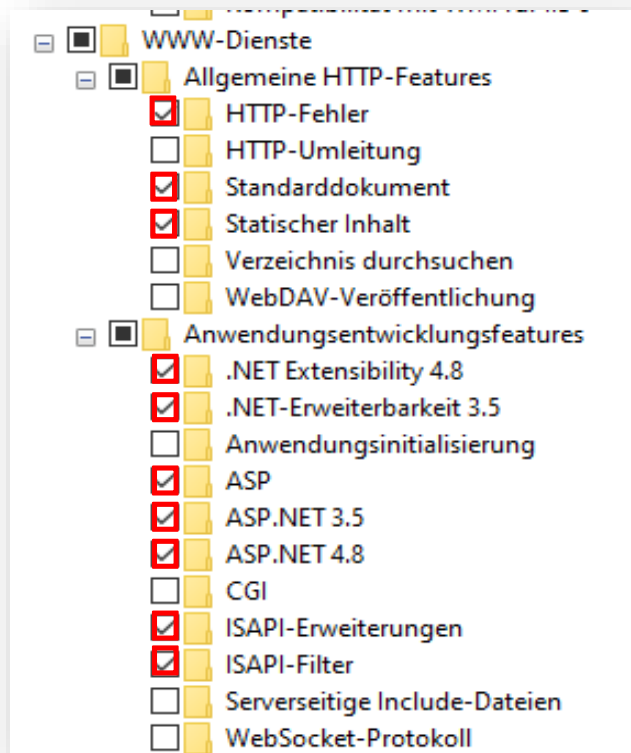 WWW-Dienste
Allgemeine HTTP-Features
HTTP-Fehler
HTTP-Umleitung
Standarddokument
Statischer Inhalt
Verzeichnis durchsuchen
WebDAV-Veröffentlichung
Anwendungsentwicklungsfeatures
.NET Extensibility 4.8
.NET-Erweiterbarkeit 3.5
Anwendungsinitialisierung
ASP
ASP.NET 3.5
ASP.NET 4.8
CGI
ISAPI-Erweiterungen
ISAPI-Filter
Serverseitige Include-Dateien
WebSocket-Protokoll